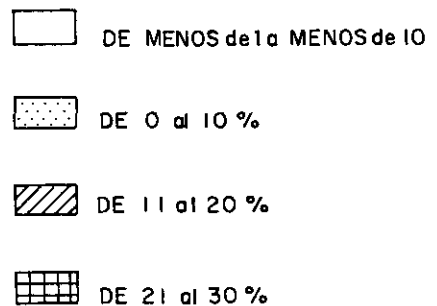 DE MENOS de 1 a MENOS de 10
DE 0 al 10 %
DE 11 al 20 %
DE 21 al 30 %